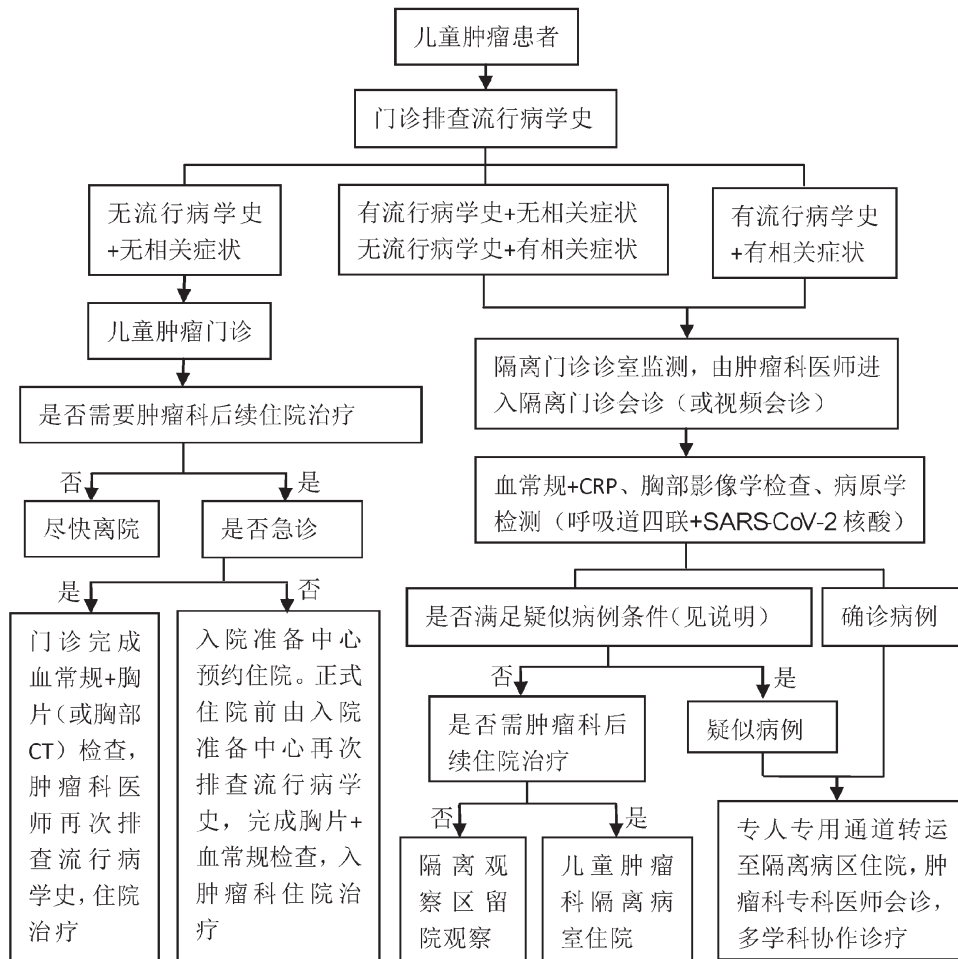 儿童肿瘤患者
门诊排查流行病学史
无流行病学史
+无相关症状
有流行病学史+无相关症状
无流行病学史+有相关症状
有流行病学史
+有相关症状
儿童肿瘤门诊
隔离门诊诊室监测，由肿瘤科医师进
入隔离门诊会诊（或视频会诊）
是否需要肿瘤科后续住院治疗
血常规+CRP、胸部影像学检查、病原学
检测（呼吸道四联+SARS-CoV-2核酸）
否
是
尽快离院
是否急诊
是
否
是否满足疑似病例条件（见说明）
确诊病例
门诊完成
血常规+胸
片（或胸部
CT）检查，
肿瘤科医
师再次排
查流行病
学史，住院
治疗
入院准备中心
预约住院。正式
住院前由入院
准备中心再次
排查流行病学
史，完成胸片+
血常规检查，入
肿瘤科住院治
疗
否
是
是否需肿瘤科后
续住院治疗
疑似病例
否
是
隔离观
察区留
院观察
儿童肿瘤
科隔离病
室住院
专人专用通道转运
至隔离病区住院，肿
瘤科专科医师会诊，
多学科协作诊疗